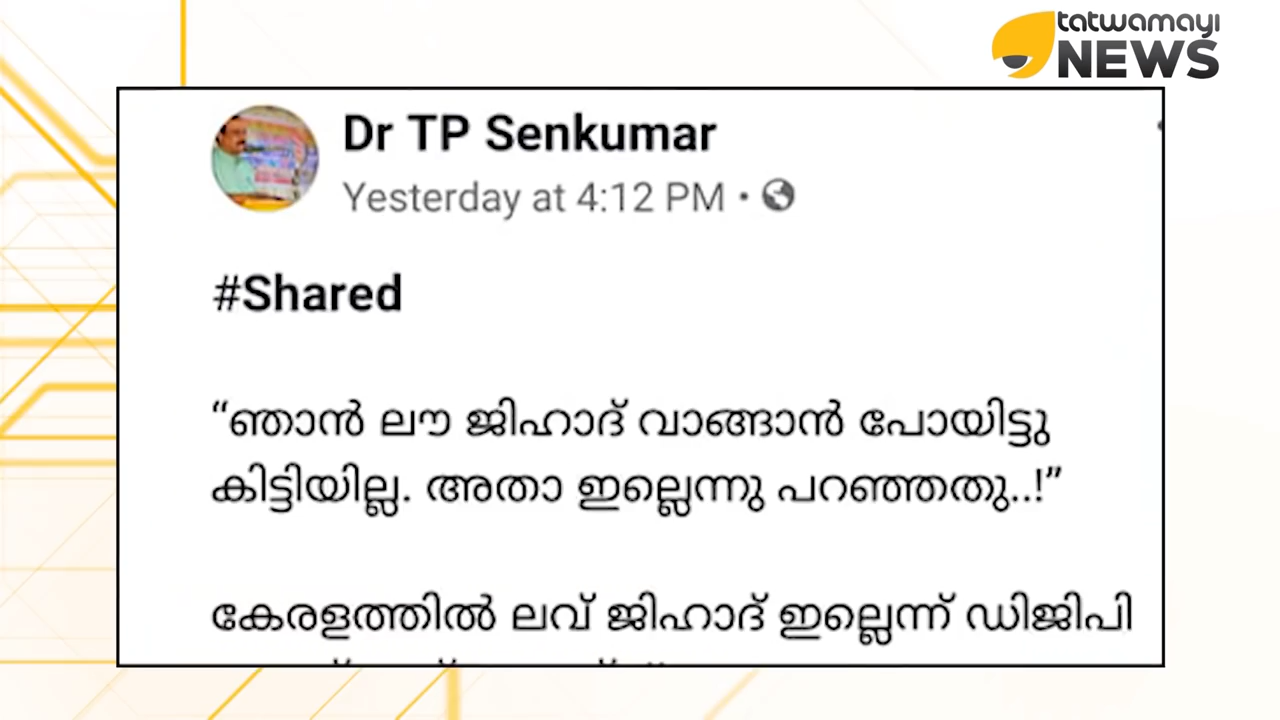 tatwamayi
NEWS
Dr TP Senkumar
Yesterday at 4:12 PM •
#Shared
“ഞാൻ ലൗ ജിഹാദ് വാങ്ങാൻ പോയിട്ടു
കിട്ടിയില്ല. അതാ ഇല്ലെന്നു പറഞ്ഞതു..!”
കേരളത്തിൽ ലവ് ജിഹാദ് ഇല്ലെന്ന് ഡിജിപി